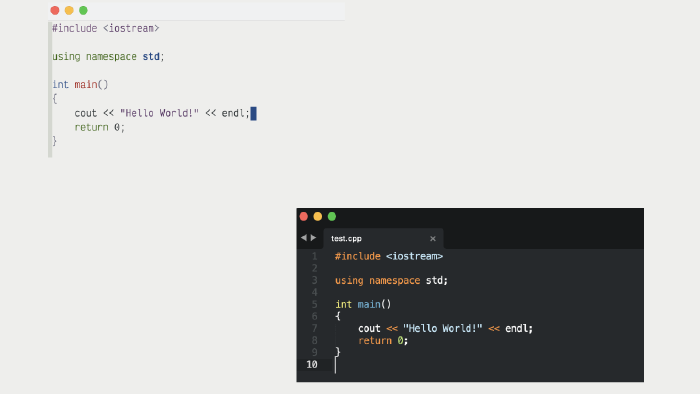 #include <iostream>
using namespace std;
int main()
{
    cout << "Hello World!" << endl;
    return 0;
}
test.cpp ×
1 #include <iostream>
2
3 using namespace std;
4
5 int main()
6 {
7     cout << "Hello World!" << endl;
8     return 0;
9 }
10